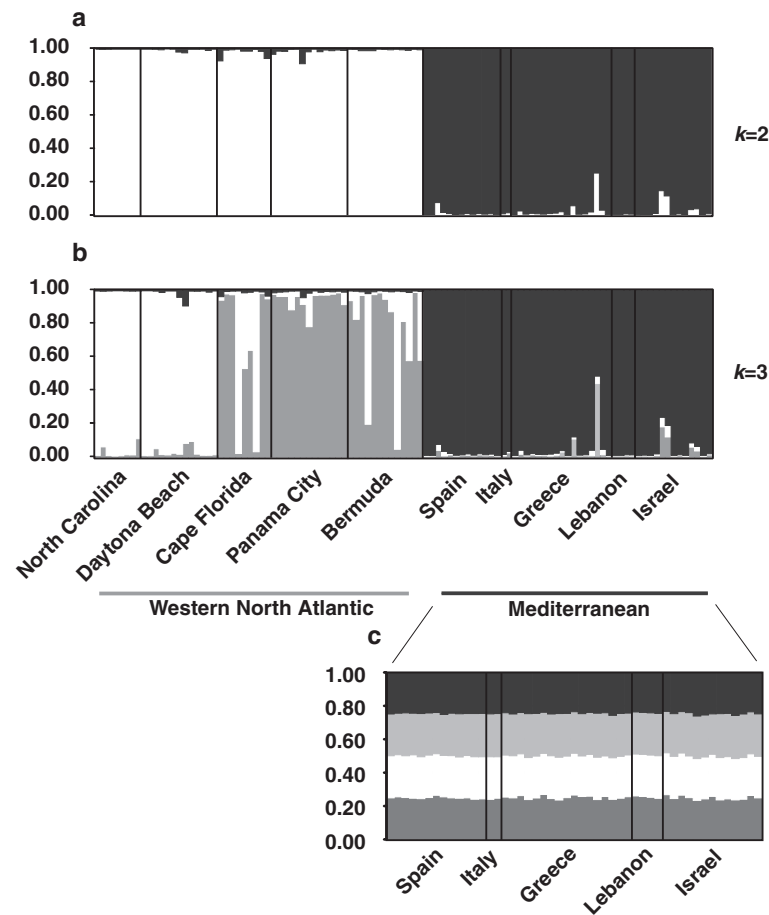 a
1.00
0.80
0.60
0.40
0.20
0.00
k=2
b
1.00
0.80
0.60
0.40
0.20
0.00
k=3
North Carolina
Daytona Beach
Cape Florida
Panama City
Bermuda
Spain
Italy
Greece
Lebanon
Israel
Western North Atlantic
Mediterranean
c
1.00
0.80
0.60
0.40
0.20
0.00
Spain
Italy
Greece
Lebanon
Israel